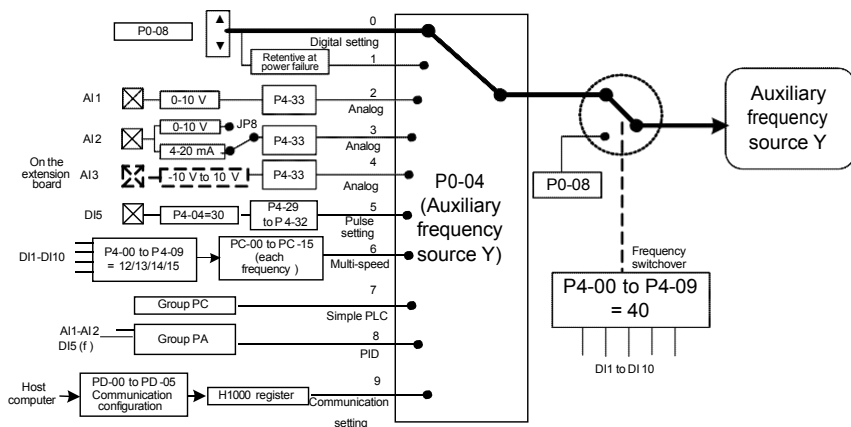 P0-08
0
Digital setting
Retentive at
power failure
1
AI1
0-10 V
P4-33
2
Analog
AI2
0-10 V
JP8
4-20 mA
P4-33
3
Analog
On the
extension
board
AI3
-10 V to 10 V
P4-33
4
Analog
DI5
P4-04=30
P4-29
to P4-32
5
Pulse
setting
DI1-DI10
P4-00 to P4-09
= 12/13/14/15
PC-00 to PC-15
(each
frequency )
6
Multi-speed
Group PC
7
Simple PLC
AI1-AI2
DI5 (f )
Group PA
8
PID
Host
computer
PD-00 to PD-05
Communication
configuration
H1000 register
9
Communication
setting
P0-04
(Auxiliary
frequency
source Y)
P0-08
Auxiliary
frequency
source Y
Frequency
switchover
P4-00 to P4-09
= 40
DI1 to DI10